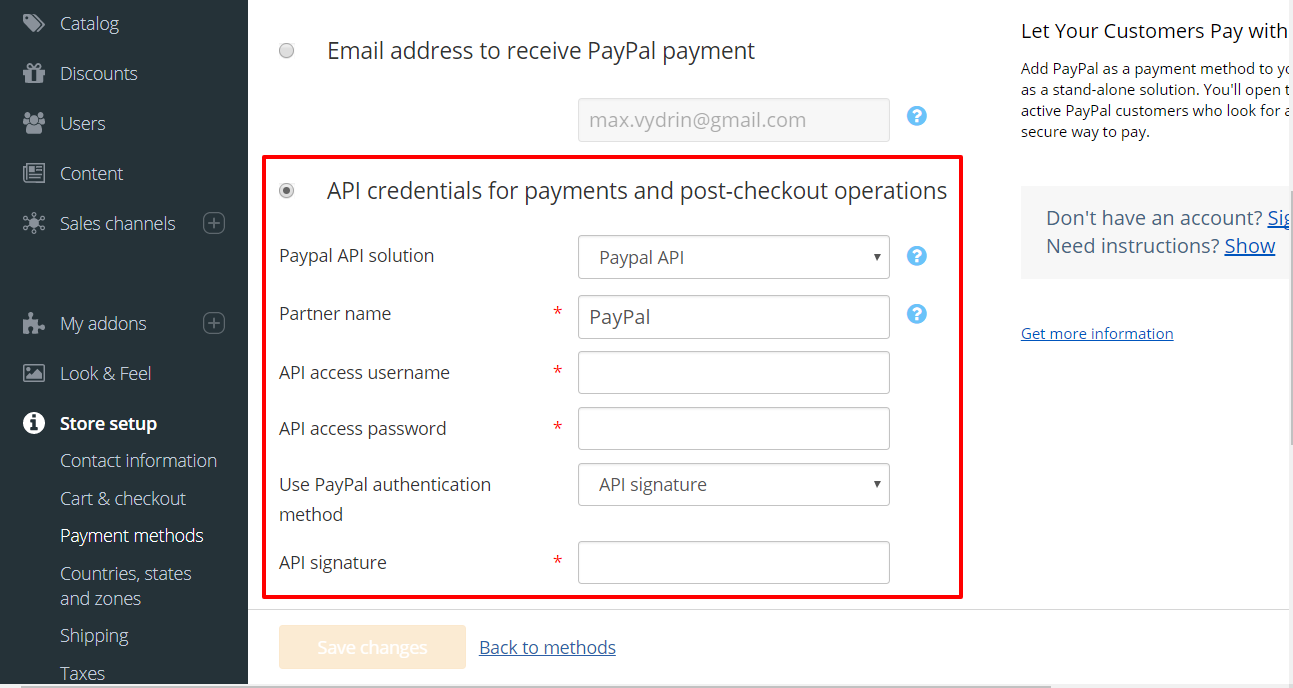 Catalog
Discounts
Users
Content
Sales channels
My addons
Look & Feel
Store setup
Contact information
Cart & checkout
Payment methods
Countries, states
and zones
Shipping
Taxes
Email address to receive PayPal payment
max.vydrin@gmail.com ?
API credentials for payments and post-checkout operations
Paypal API solution Paypal API ?
Partner name * PayPal ?
API access username *
API access password *
Use PayPal authentication API signature
method
API signature *
Save changes Back to methods
Let Your Customers Pay with
Add PayPal as a payment method to
as a stand-alone solution. You'll open
active PayPal customers who look for
secure way to pay.
Don't have an account?
Need instructions? Show
Get more information